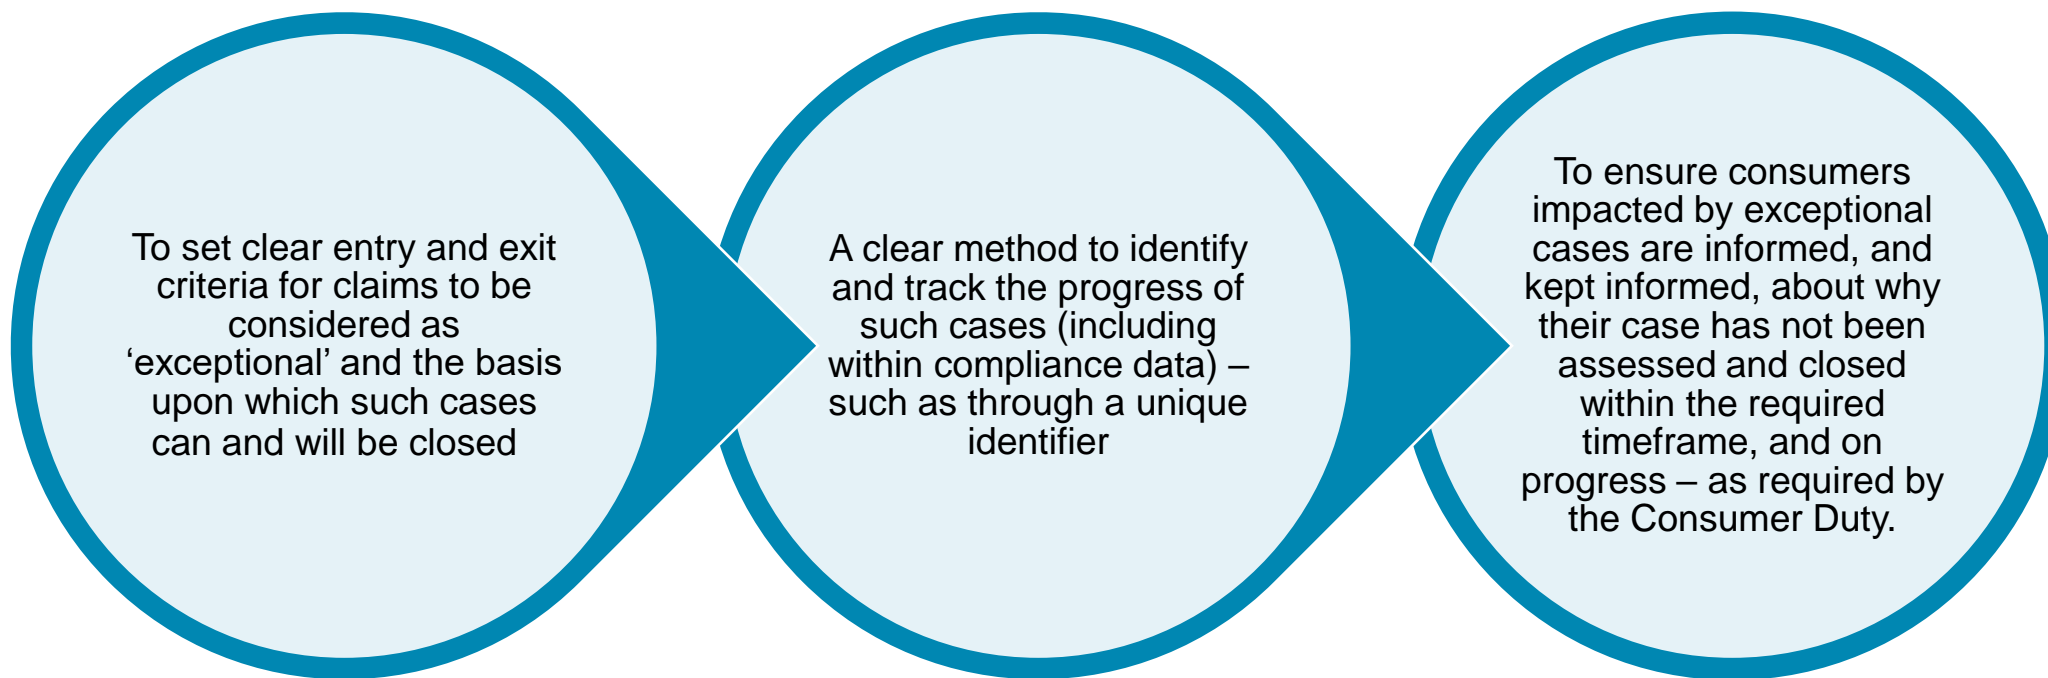 To set clear entry and exit
criteria for claims to be
considered as
‘exceptional’ and the basis
upon which such cases
can and will be closed
A clear method to identify
and track the progress of
such cases (including
within compliance data) –
such as through a unique
identifier
To ensure consumers
impacted by exceptional
cases are informed, and
kept informed, about why
their case has not been
assessed and closed
within the required
timeframe, and on
progress – as required by
the Consumer Duty.